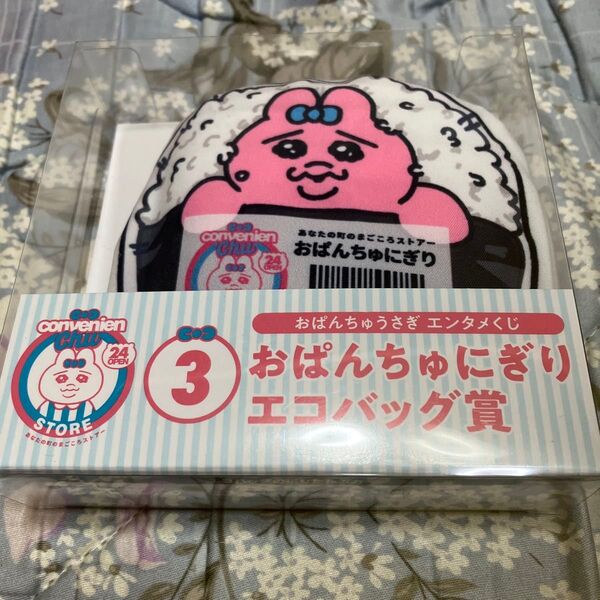 convenien
chu
24
OPEN
あなたの町のまごころストアー
おぱんちゅにぎり
convenien
chu
24
OPEN
STORE
あなたの町のまごころストアー
3
おぱんちゅうさぎ エンタメくじ
おぱんちゅにぎり
エコバッグ賞